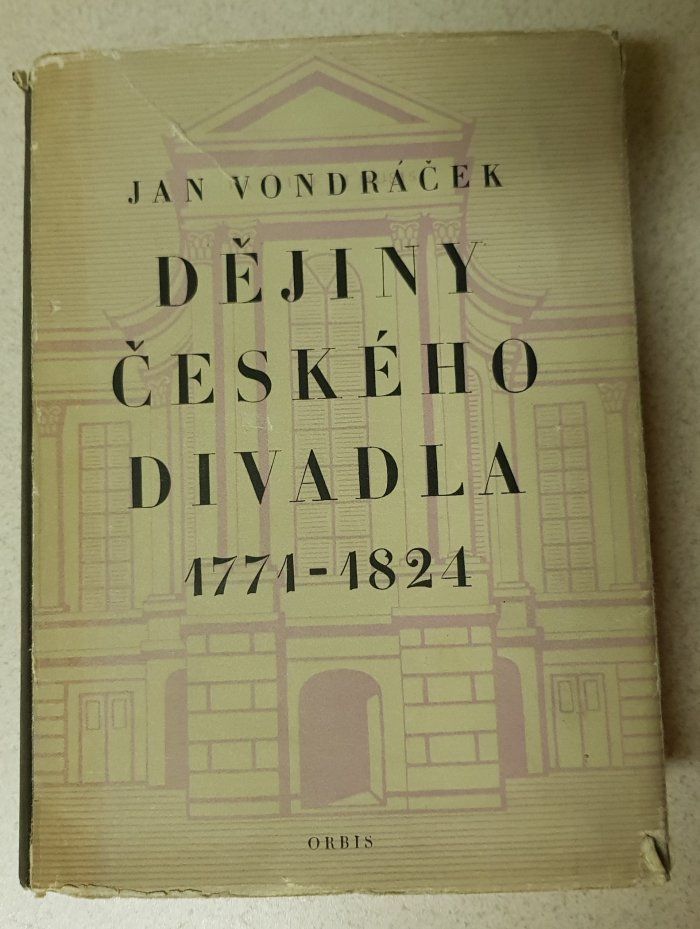 JAN VONDRÁČEK
DĚJINY
ČESKÉHO
DIVADLA
1771-1824
ORBIS